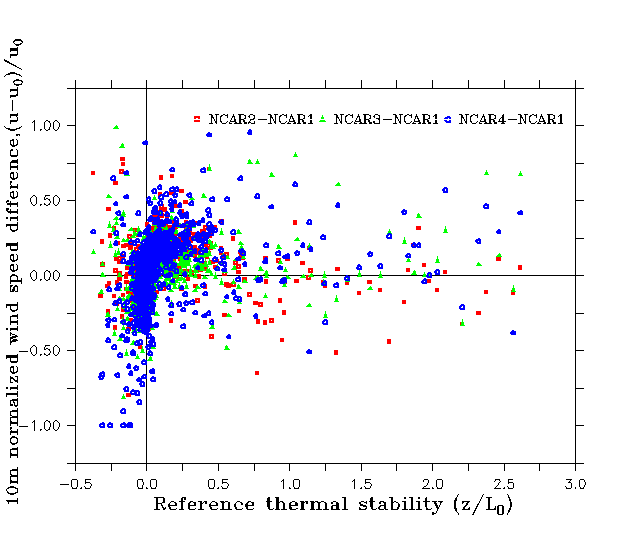 10m normalized wind speed difference,(u-u0)/u0
NCAR2-NCAR1 NCAR3-NCAR1 NCAR4-NCAR1
1.00
0.50
0.00
-0.50
-1.00
-0.5 0.0 0.5 1.0 1.5 2.0 2.5 3.0
Reference thermal stability (z/L0)